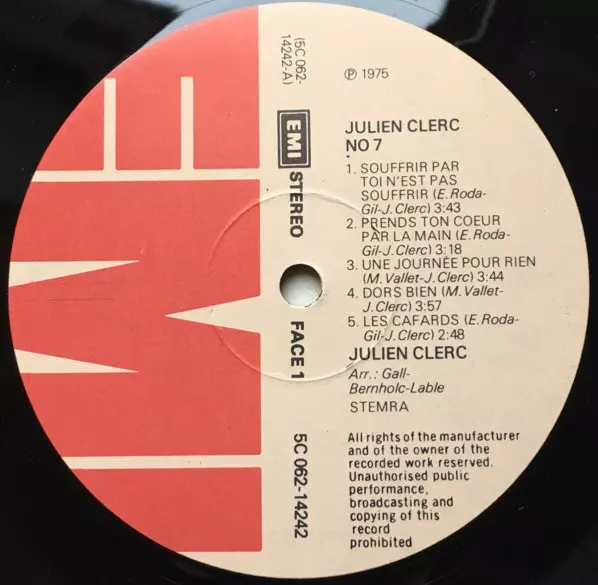 (5C 062-
14242-A)
EMI
STEREO
FACE 1
5C 062-14242
EMI
℗ 1975
JULIEN CLERC
NO 7
1. SOUFFRIR PAR
TOI N'EST PAS
SOUFFRIR (E. Roda-
Gil-J. Clerc) 3:43
2. PRENDS TON COEUR
PAR LA MAIN (E. Roda-
Gil-J. Clerc) 3:18
3. UNE JOURNÉE POUR RIEN
(M. Vallet-J. Clerc) 3:44
4. DORS BIEN (M. Vallet-
J. Clerc) 3:57
5. LES CAFARDS (E. Roda-
Gil-J. Clerc) 2:48
JULIEN CLERC
Arr.: Gall-
Bernholc-Lable
STEMRA
All rights of the manufacturer
and of the owner of the
recorded work reserved.
Unauthorised public
performance,
broadcasting and
copying of this
record
prohibited